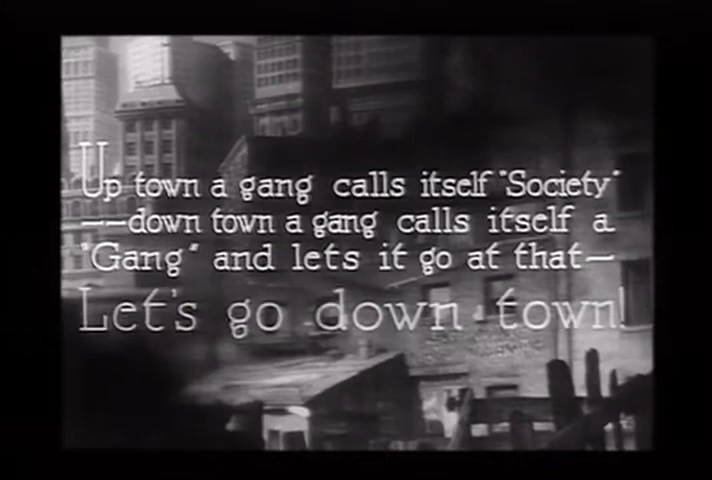 Up town a gang calls itself "Society"
——down town a gang calls itself a
"Gang" and lets it go at that—
Let's go down town!